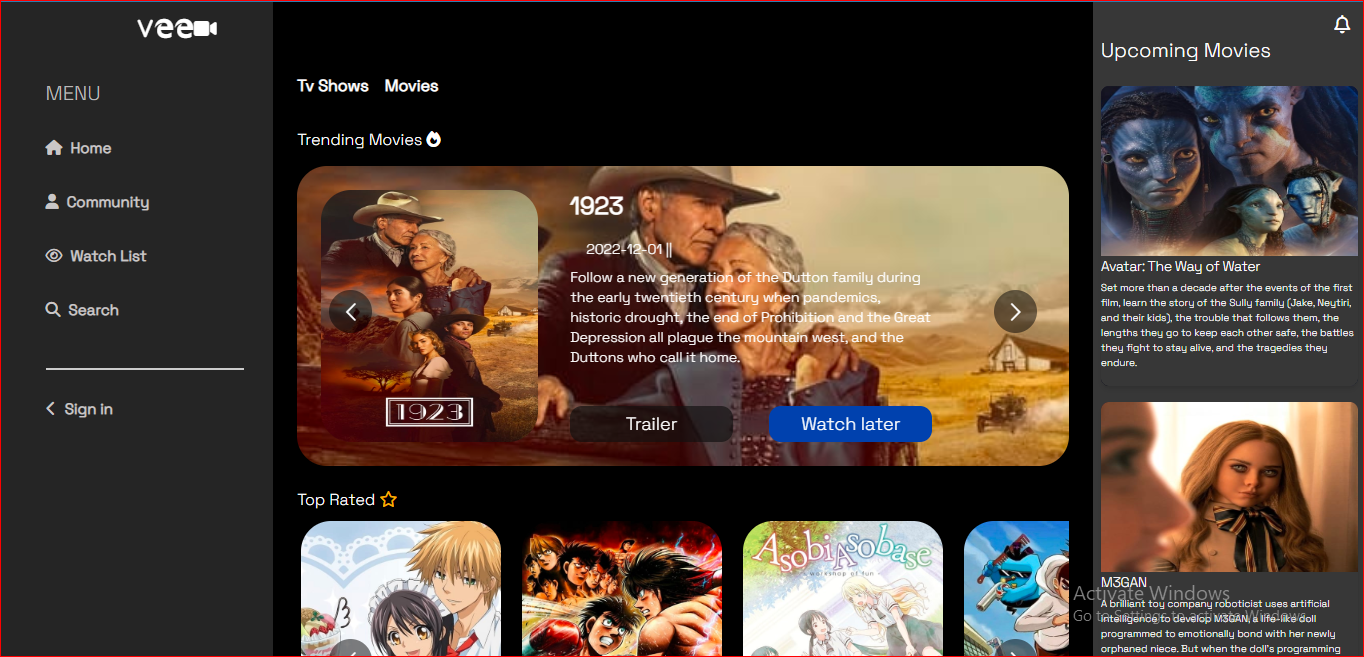 vee
MENU
Home
Community
Watch List
Search
Sign in
Tv Shows Movies
Trending Movies
1923
1923
2022-12-01 ||
Follow a new generation of the Dutton family during
the early twentieth century when pandemics,
historic drought, the end of Prohibition and the Great
Depression all plague the mountain west, and the
Duttons who call it home.
Trailer
Watch later
Top Rated
AsobiAsobase
a workshop of fun
Upcoming Movies
Avatar: The Way of Water
Set more than a decade after the events of the first
film, learn the story of the Sully family (Jake, Neytiri,
and their kids), the trouble that follows them, the
lengths they go to keep each other safe, the battles
they fight to stay alive, and the tragedies they
endure.
M3GAN
A brilliant toy company roboticist uses artificial
intelligence to develop M3GAN, a life-like doll
programmed to emotionally bond with her newly
orphaned niece. But when the doll's programming
Activate Windows
Go to Settings to activate Windows.